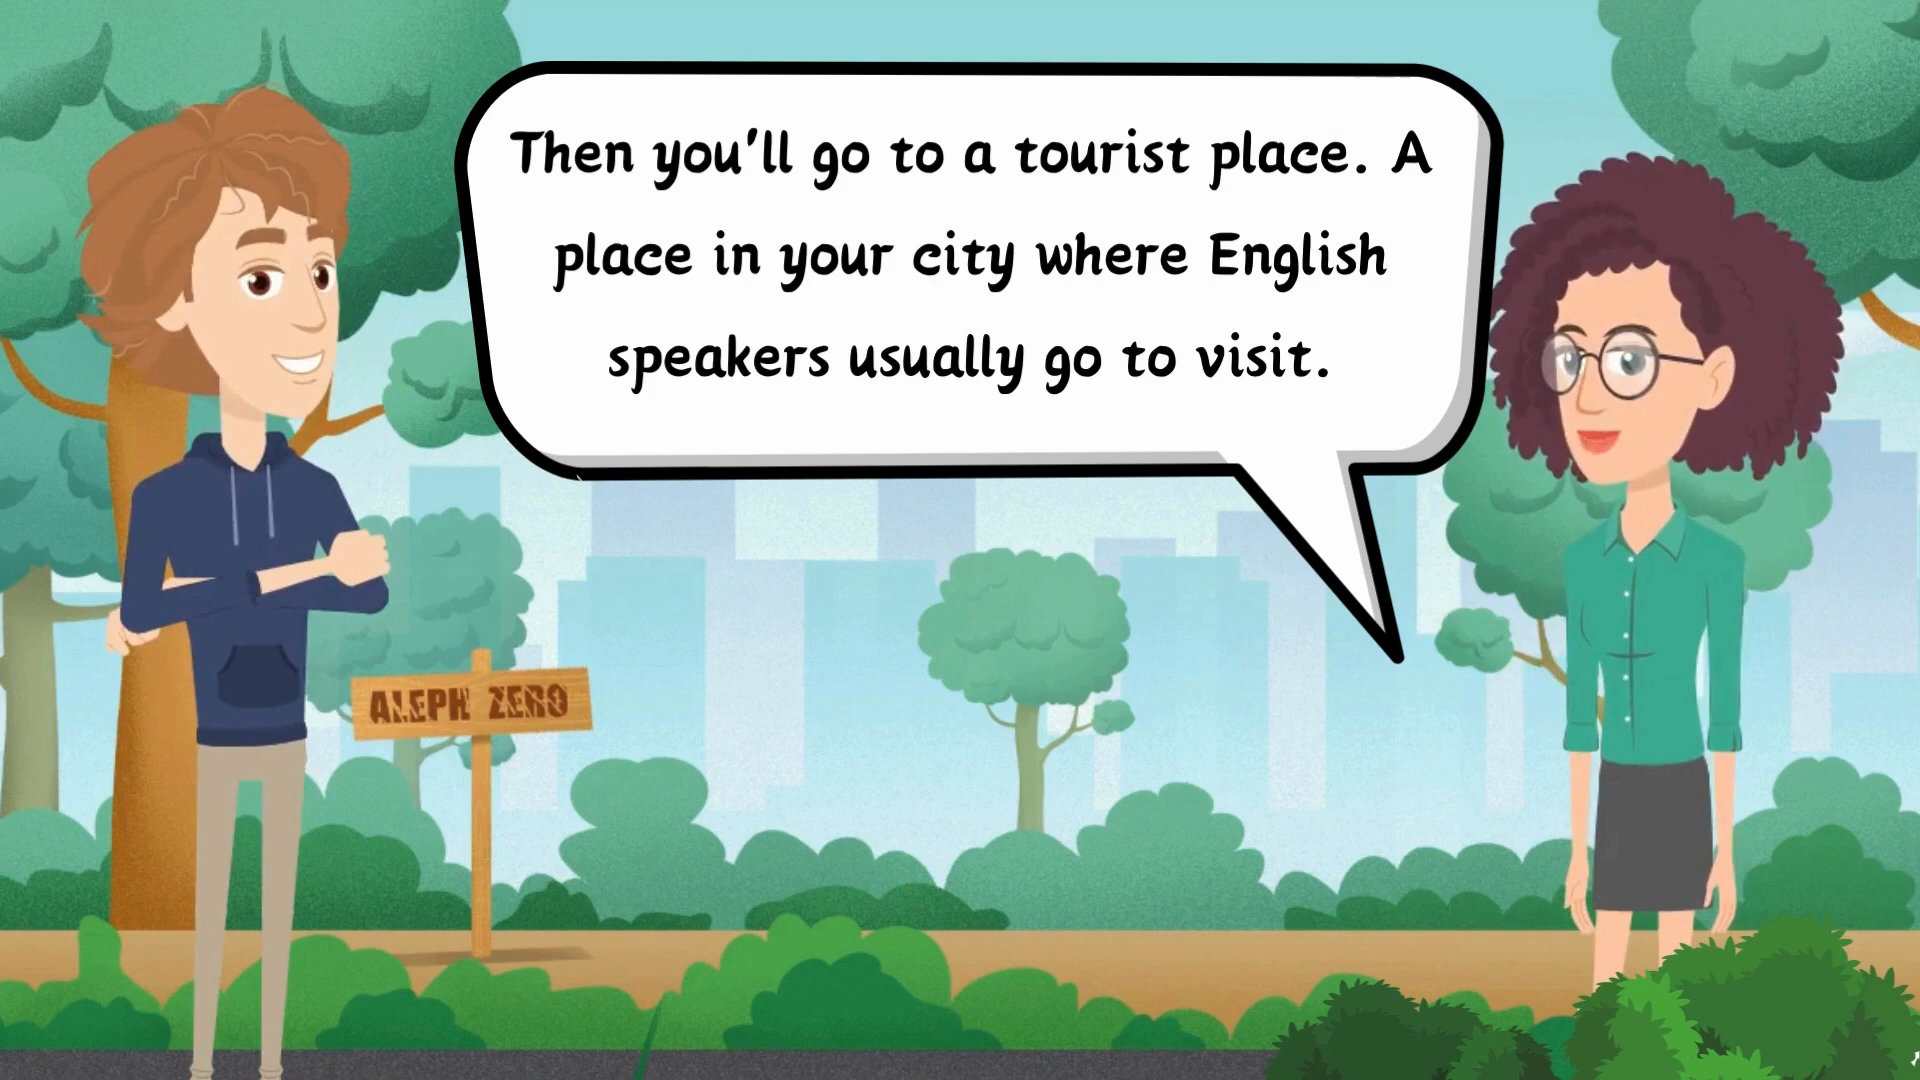 Then you'll go to a tourist place. A
place in your city where English
speakers usually go to visit.
ALEPH ZERO